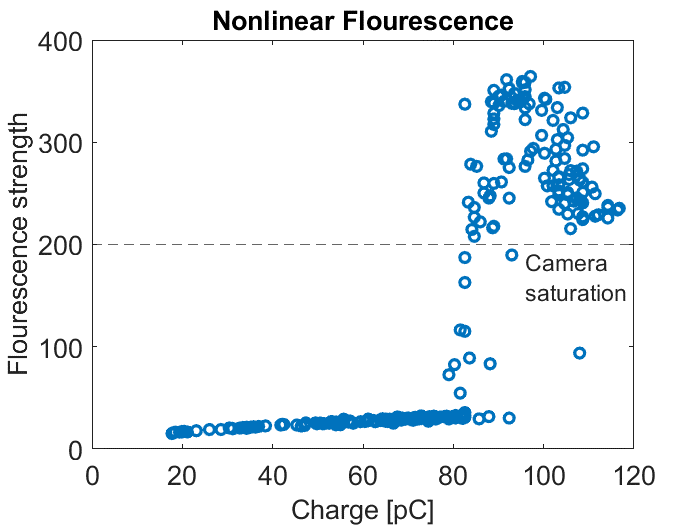 Nonlinear Flourescence
400
300
200
100
0
Flourescence strength
Camera
saturation
0 20 40 60 80 100 120
Charge [pC]